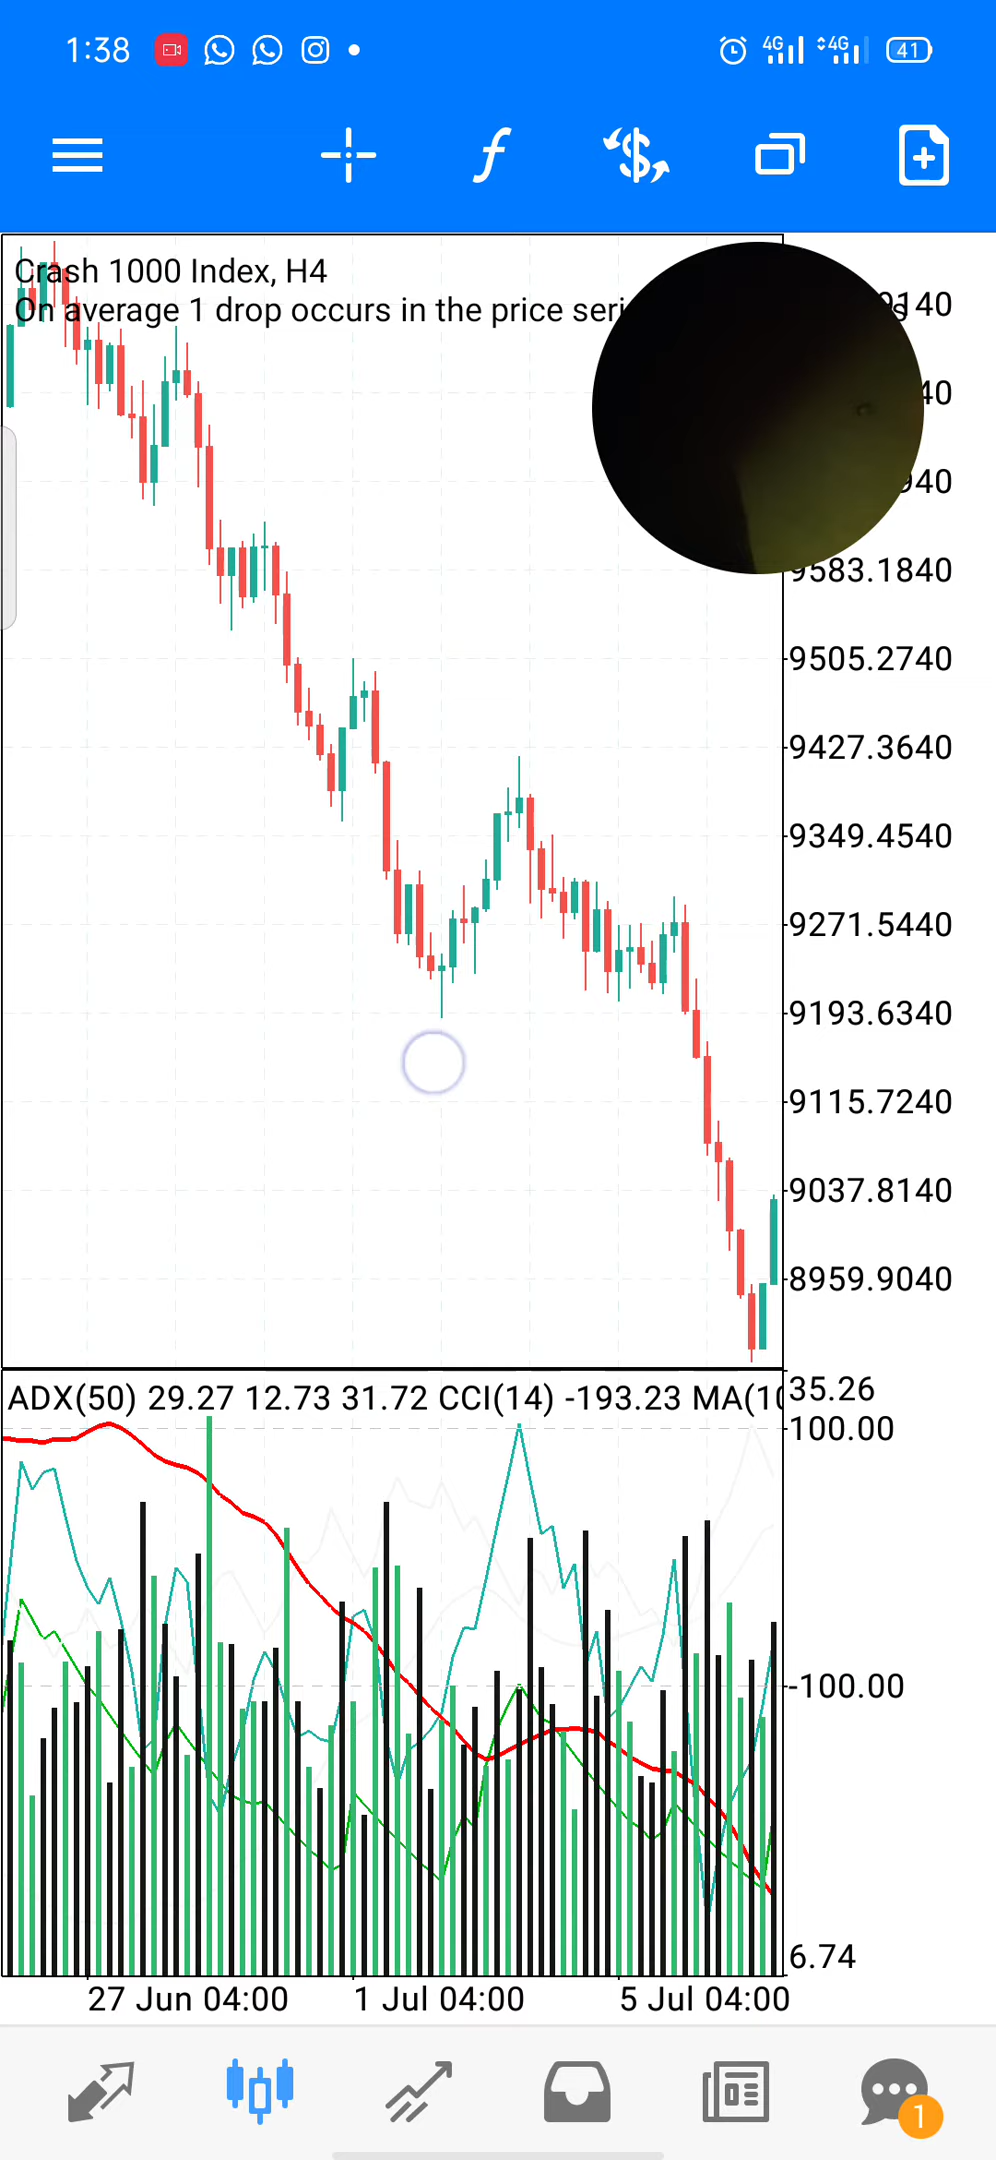 1:38 4G 4G 41
Crash 1000 Index, H4
On average 1 drop occurs in the price
9583.1840
9505.2740
9427.3640
9349.4540
9271.5440
9193.6340
9115.7240
9037.8140
8959.9040
ADX(50) 29.27 12.73 31.72 CCI(14) -193.23 MA(10
35.26
100.00
-100.00
6.74
27 Jun 04:00 1 Jul 04:00 5 Jul 04:00
1